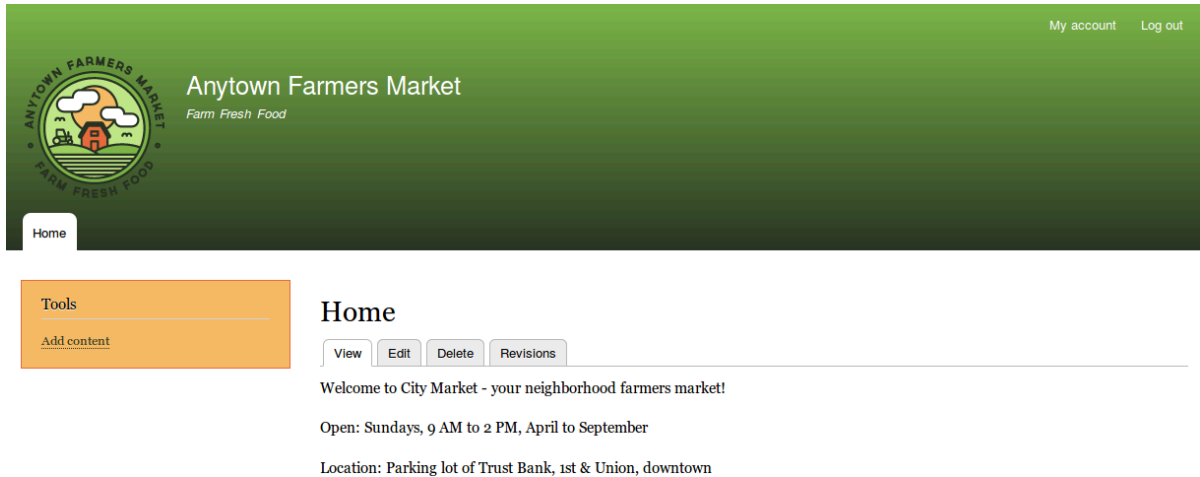 My account Log out
ANYTOWN FARMERS MARKET
FARM FRESH FOOD
Anytown Farmers Market
Farm Fresh Food
Home
Tools
Add content
Home
View Edit Delete Revisions
Welcome to City Market - your neighborhood farmers market!
Open: Sundays, 9 AM to 2 PM, April to September
Location: Parking lot of Trust Bank, 1st & Union, downtown